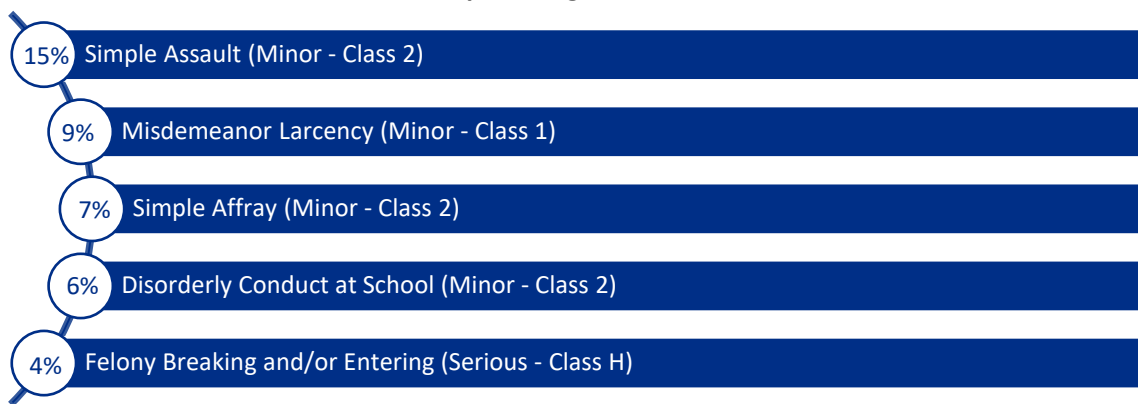 15% Simple Assault (Minor - Class 2)
9% Misdemeanor Larcency (Minor - Class 1)
7% Simple Affray (Minor - Class 2)
6% Disorderly Conduct at School (Minor - Class 2)
4% Felony Breaking and/or Entering (Serious - Class H)